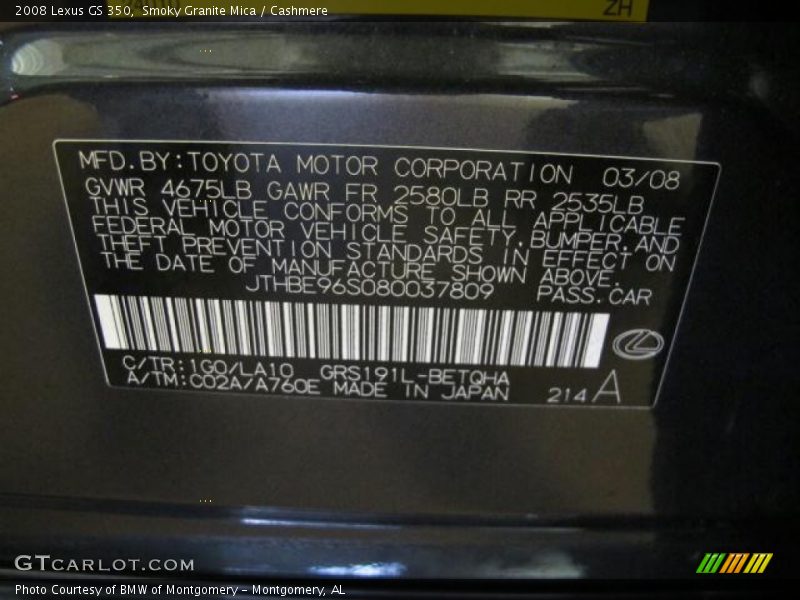 2008 Lexus GS 350, Smoky Granite Mica / Cashmere
ZH
MFD.BY:TOYOTA MOTOR CORPORATION 03/08
GVWR 4675LB GAWR FR 2580LB RR 2535LB
THIS VEHICLE CONFORMS TO ALL APPLICABLE
FEDERAL MOTOR VEHICLE SAFETY,BUMPER,AND
THEFT PREVENTION STANDARDS IN EFFECT ON
THE DATE OF MANUFACTURE SHOWN ABOVE.
JTHBE96S080037809 PASS.CAR
C/TR:1G0/LA10 GRS191L-BETQHA
A/TM:C02A/A760E MADE IN JAPAN 214 A
GTCARLOT.COM
Photo Courtesy of BMW of Montgomery - Montgomery, AL